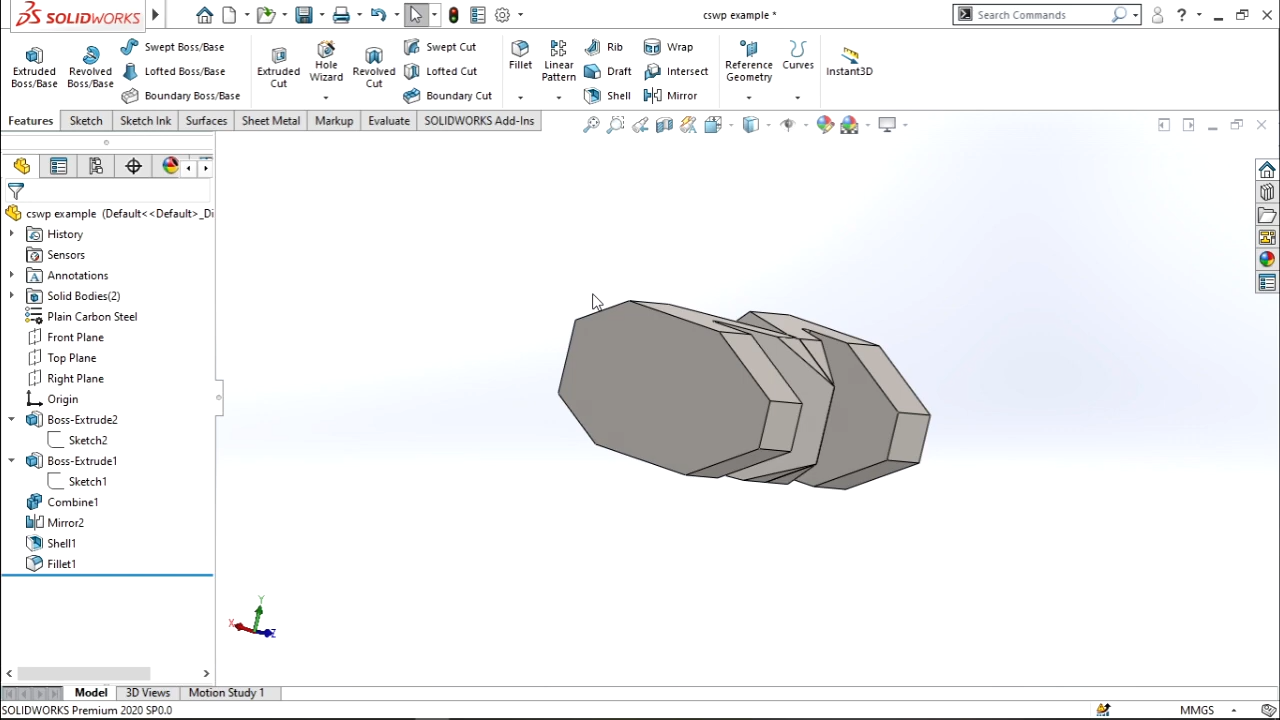 SOLIDWORKS
cswp example *
Search Commands
?
Extruded Boss/Base
Revolved Boss/Base
Swept Boss/Base
Lofted Boss/Base
Boundary Boss/Base
Extruded Cut
Hole Wizard
Revolved Cut
Swept Cut
Lofted Cut
Boundary Cut
Fillet
Linear Pattern
Rib
Draft
Shell
Wrap
Intersect
Mirror
Reference Geometry
Curves
Instant3D
Features
Sketch
Sketch Ink
Surfaces
Sheet Metal
Markup
Evaluate
SOLIDWORKS Add-Ins
cswp example (Default<<Default>_Di
History
Sensors
Annotations
Solid Bodies(2)
Plain Carbon Steel
Front Plane
Top Plane
Right Plane
Origin
Boss-Extrude2
Sketch2
Boss-Extrude1
Sketch1
Combine1
Mirror2
Shell1
Fillet1
Y
X
Z
Model
3D Views
Motion Study 1
SOLIDWORKS Premium 2020 SP0.0
MMGS